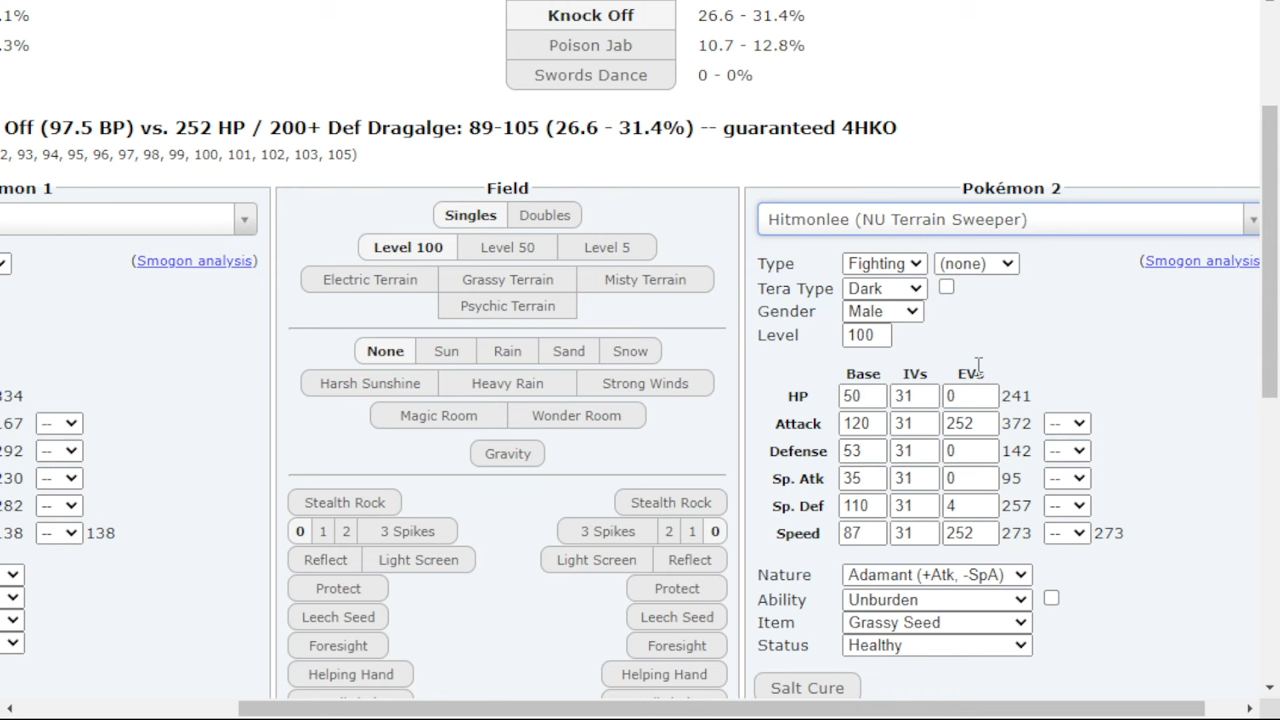 .1%
Knock Off 26.6 - 31.4%
.3%
Poison Jab 10.7 - 12.8%
Swords Dance 0 - 0%
Off (97.5 BP) vs. 252 HP / 200+ Def Dragalge: 89-105 (26.6 - 31.4%) -- guaranteed 4HKO
2, 93, 94, 95, 96, 97, 98, 99, 100, 101, 102, 103, 105)
mon 1
Field
Pokémon 2
Singles Doubles
Hitmonlee (NU Terrain Sweeper)
Level 100 Level 50 Level 5
(Smogon analysis)
Electric Terrain Grassy Terrain Misty Terrain
Psychic Terrain
Type Fighting (none) (Smogon analysis
Tera Type Dark
Gender Male
Level 100
None Sun Rain Sand Snow
Harsh Sunshine Heavy Rain Strong Winds
Magic Room Wonder Room
Gravity
Base IVs EVs
334
HP 50 31 0 241
167 --
Attack 120 31 252 372 --
292 --
Defense 53 31 0 142 --
230 --
Sp. Atk 35 31 0 95 --
282 --
Sp. Def 110 31 4 257 --
138 -- 138
Speed 87 31 252 273 -- 273
Stealth Rock Stealth Rock
0 1 2 3 Spikes 3 Spikes 2 1 0
Reflect Light Screen Light Screen Reflect
Protect Protect
Leech Seed Leech Seed
Foresight Foresight
Helping Hand Helping Hand
Nature Adamant (+Atk, -SpA)
Ability Unburden
Item Grassy Seed
Status Healthy
Salt Cure